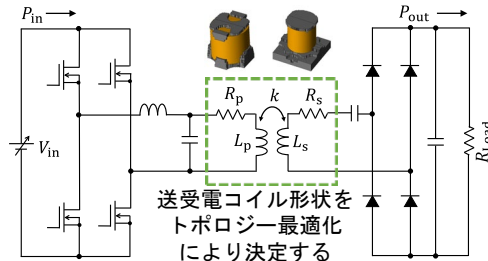 P_in
P_out
R_p
k
R_s
V_in
L_p
L_s
R_Load
送受電コイル形状を
トポロジー最適化
により決定する